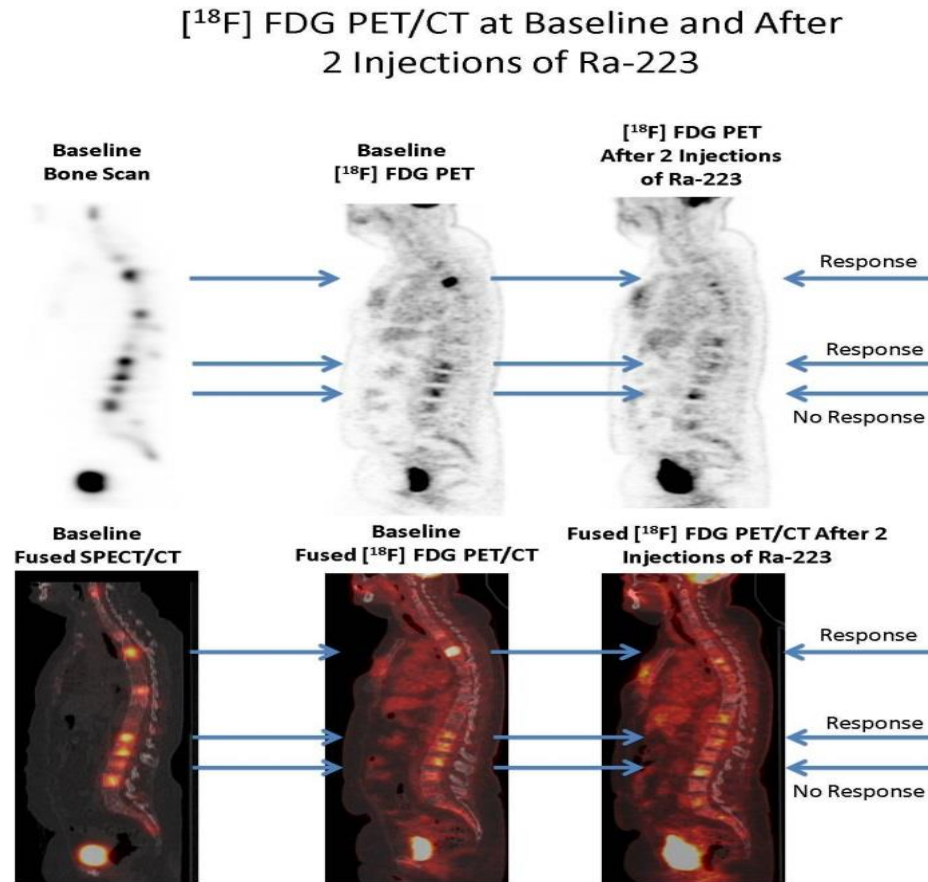 [¹⁸F] FDG PET/CT at Baseline and After
2 Injections of Ra-223
Baseline
Bone Scan
Baseline
[¹⁸F] FDG PET
[¹⁸F] FDG PET
After 2 Injections
of Ra-223
Response
Response
No Response
Baseline
Fused SPECT/CT
Baseline
Fused [¹⁸F] FDG PET/CT
Fused [¹⁸F] FDG PET/CT After 2
Injections of Ra-223
Response
Response
No Response